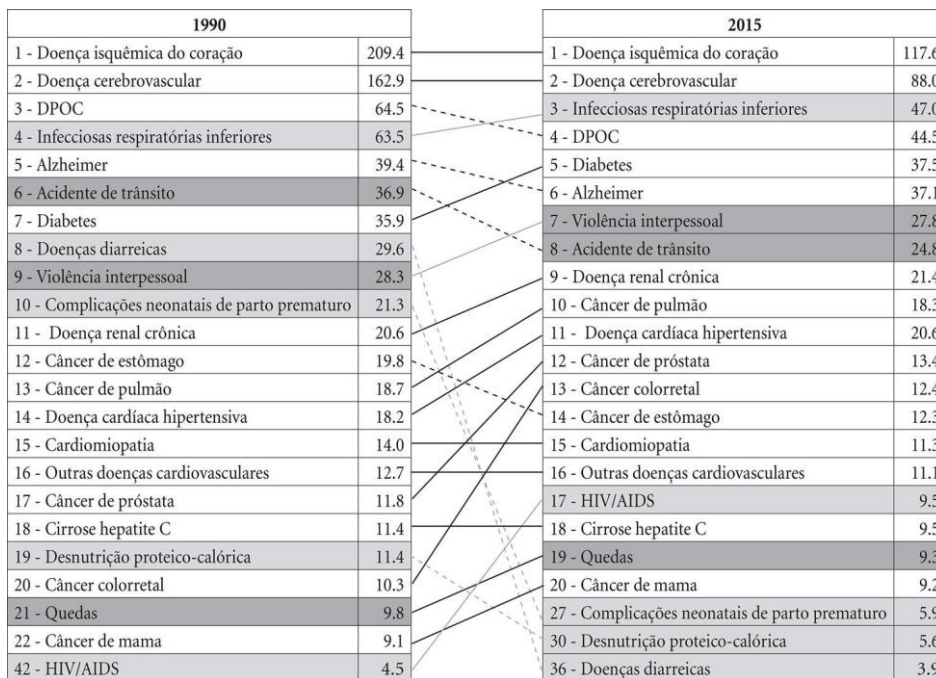 1990
1 - Doença isquêmica do coração 209.4
2 - Doença cerebrovascular 162.9
3 - DPOC 64.5
4 - Infecciosas respiratórias inferiores 63.5
5 - Alzheimer 39.4
6 - Acidente de trânsito 36.9
7 - Diabetes 35.9
8 - Doenças diarreicas 29.6
9 - Violência interpessoal 28.3
10 - Complicações neonatais de parto prematuro 21.3
11 - Doença renal crônica 20.6
12 - Câncer de estômago 19.8
13 - Câncer de pulmão 18.7
14 - Doença cardíaca hipertensiva 18.2
15 - Cardiomiopatia 14.0
16 - Outras doenças cardiovasculares 12.7
17 - Câncer de próstata 11.8
18 - Cirrose hepatite C 11.4
19 - Desnutrição proteico-calórica 11.4
20 - Câncer colorretal 10.3
21 - Quedas 9.8
22 - Câncer de mama 9.1
42 - HIV/AIDS 4.5
2015
1 - Doença isquêmica do coração 117.6
2 - Doença cerebrovascular 88.0
3 - Infecciosas respiratórias inferiores 47.0
4 - DPOC 44.5
5 - Diabetes 37.5
6 - Alzheimer 37.1
7 - Violência interpessoal 27.8
8 - Acidente de trânsito 24.8
9 - Doença renal crônica 21.4
10 - Câncer de pulmão 18.3
11 - Doença cardíaca hipertensiva 20.6
12 - Câncer de próstata 13.4
13 - Câncer colorretal 12.4
14 - Câncer de estômago 12.3
15 - Cardiomiopatia 11.3
16 - Outras doenças cardiovasculares 11.1
17 - HIV/AIDS 9.5
18 - Cirrose hepatite C 9.5
19 - Quedas 9.3
20 - Câncer de mama 9.2
27 - Complicações neonatais de parto prematuro 5.9
30 - Desnutrição proteico-calórica 5.6
36 - Doenças diarreicas 3.9